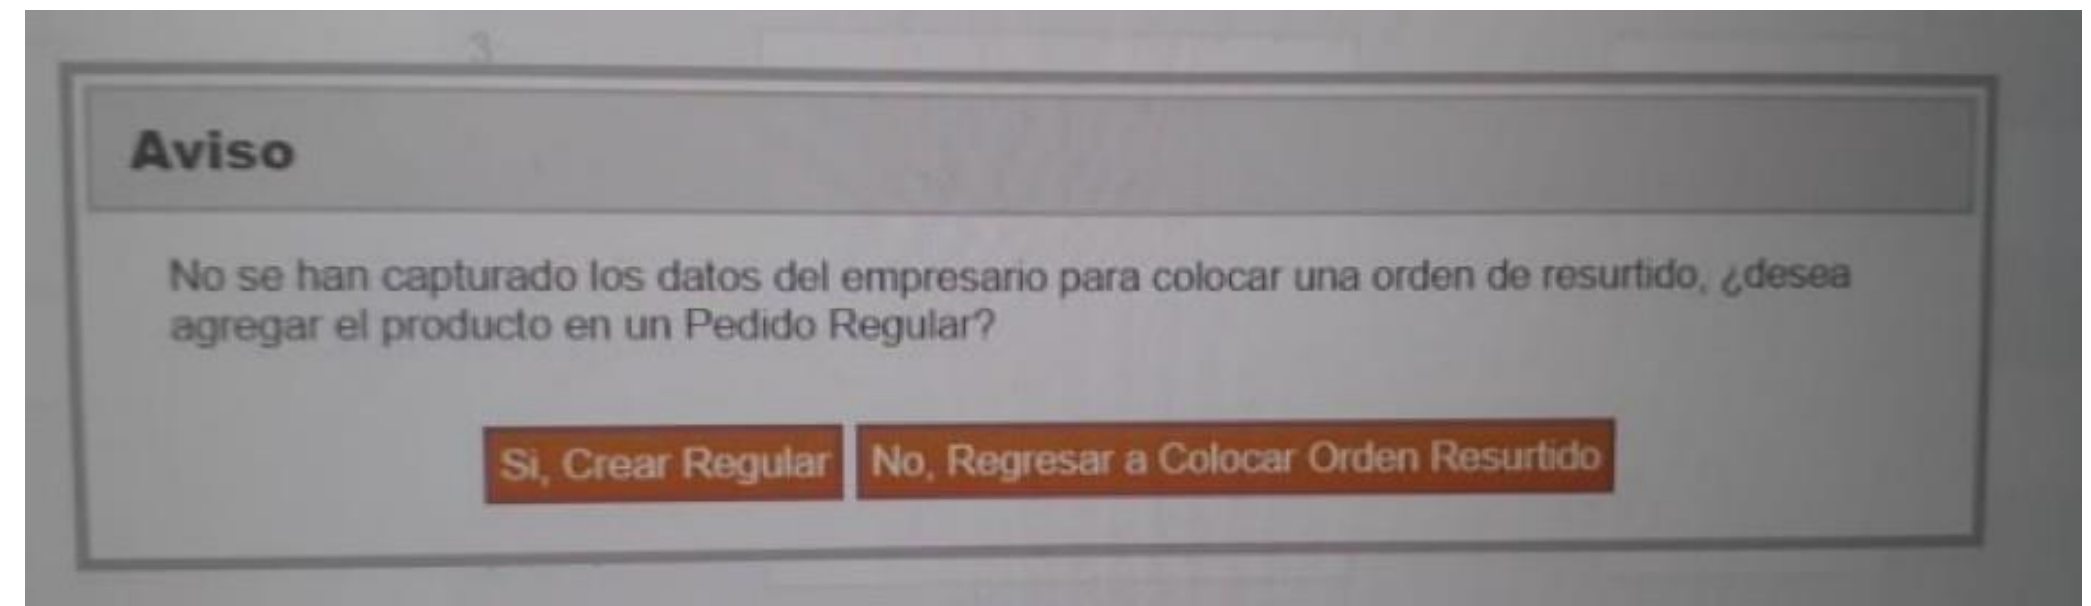 3
Aviso
No se han capturado los datos del empresario para colocar una orden de resurtido, ¿desea
agregar el producto en un Pedido Regular?
Si, Crear Regular
No, Regresar a Colocar Orden Resurtido